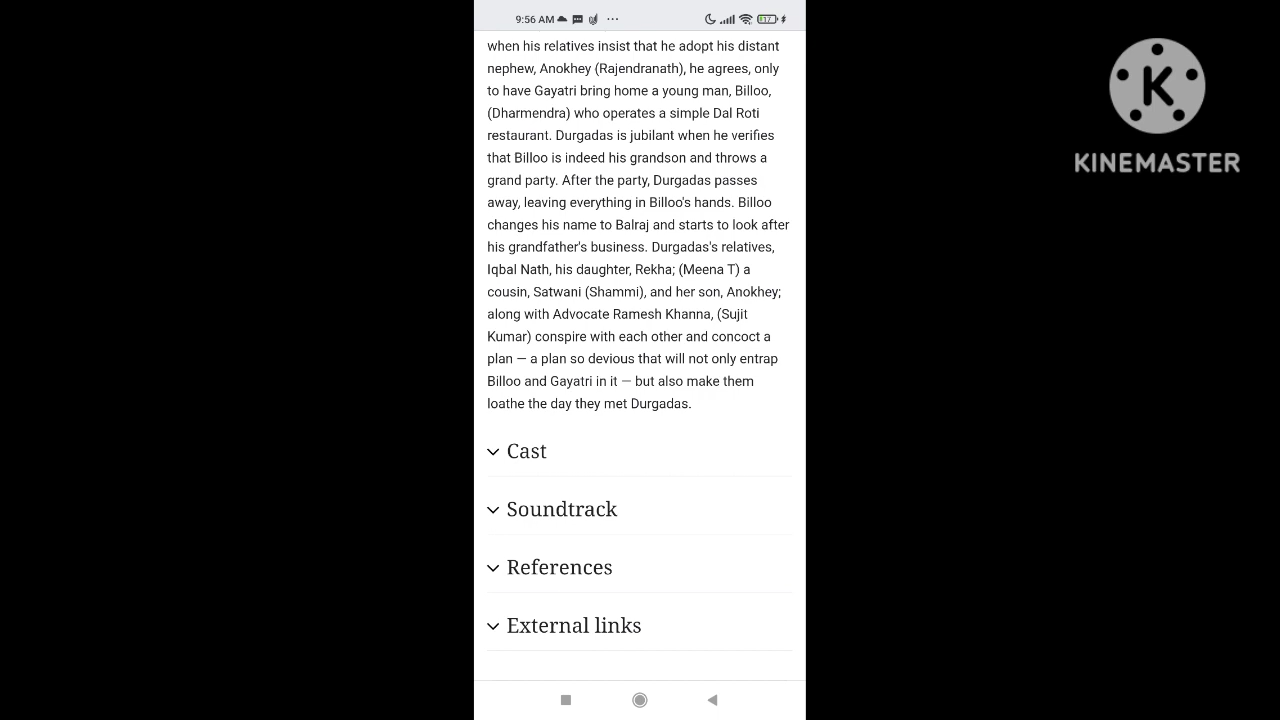 9:56 AM
17
when his relatives insist that he adopt his distant
nephew, Anokhey (Rajendranath), he agrees, only
to have Gayatri bring home a young man, Billoo,
(Dharmendra) who operates a simple Dal Roti
restaurant. Durgadas is jubilant when he verifies
that Billoo is indeed his grandson and throws a
grand party. After the party, Durgadas passes
away, leaving everything in Billoo's hands. Billoo
changes his name to Balraj and starts to look after
his grandfather's business. Durgadas's relatives,
Iqbal Nath, his daughter, Rekha; (Meena T) a
cousin, Satwani (Shammi), and her son, Anokhey;
along with Advocate Ramesh Khanna, (Sujit
Kumar) conspire with each other and concoct a
plan — a plan so devious that will not only entrap
Billoo and Gayatri in it — but also make them
loathe the day they met Durgadas.
Cast
Soundtrack
References
External links
K
KINEMASTER